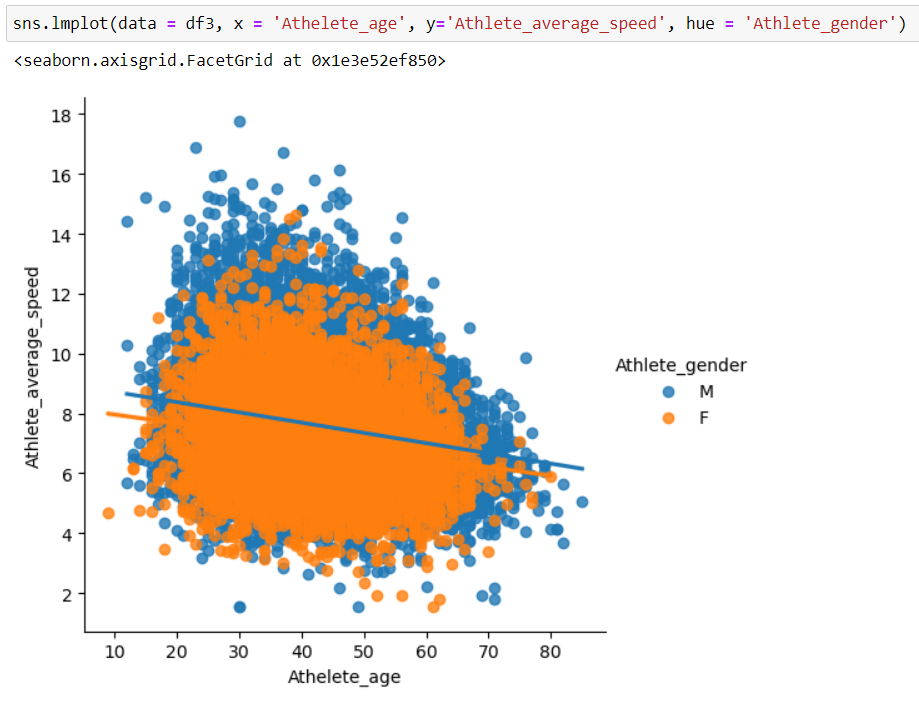 sns.lmplot(data = df3, x = 'Athelete_age', y='Athlete_average_speed', hue = 'Athlete_gender')
<seaborn.axisgrid.FacetGrid at 0x1e3e52ef850>
18
16
14
12
10
8
6
4
2
Athlete_average_speed
10 20 30 40 50 60 70 80
Athelete_age
Athlete_gender
M
F